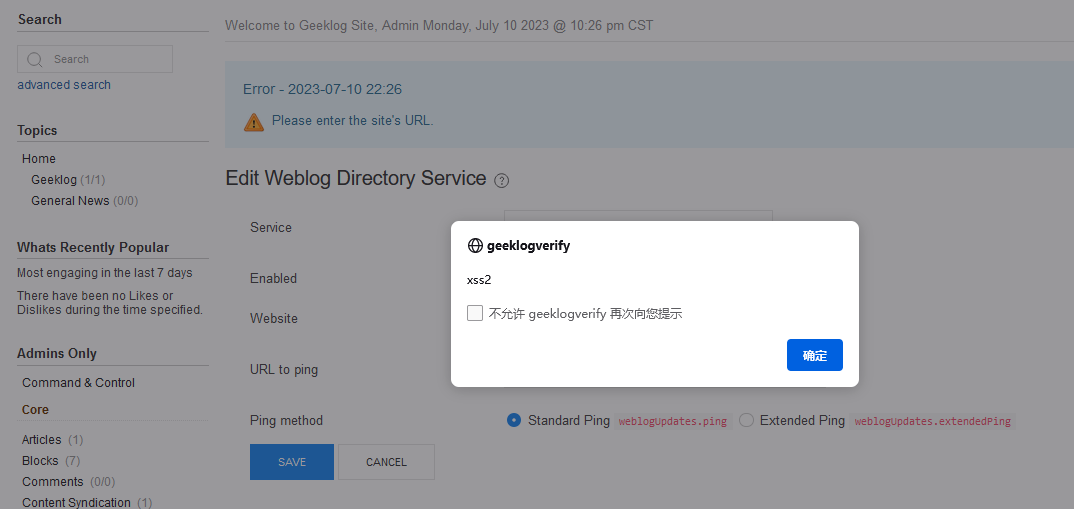 Search
Search
advanced search
Topics
Home
Geeklog (1/1)
General News (0/0)
Whats Recently Popular
Most engaging in the last 7 days
There have been no Likes or
Dislikes during the time specified.
Admins Only
Command & Control
Core
Articles (1)
Blocks (7)
Comments (0/0)
Content Syndication (1)
Welcome to Geeklog Site, Admin Monday, July 10 2023 @ 10:26 pm CST
Error - 2023-07-10 22:26
Please enter the site's URL.
Edit Weblog Directory Service ?
Service
Enabled
Website
URL to ping
Ping method
Standard Ping weblogUpdates.ping Extended Ping weblogUpdates.extendedPing
SAVE CANCEL
geeklogverify
xss2
不允许 geeklogverify 再次向您提示
确定